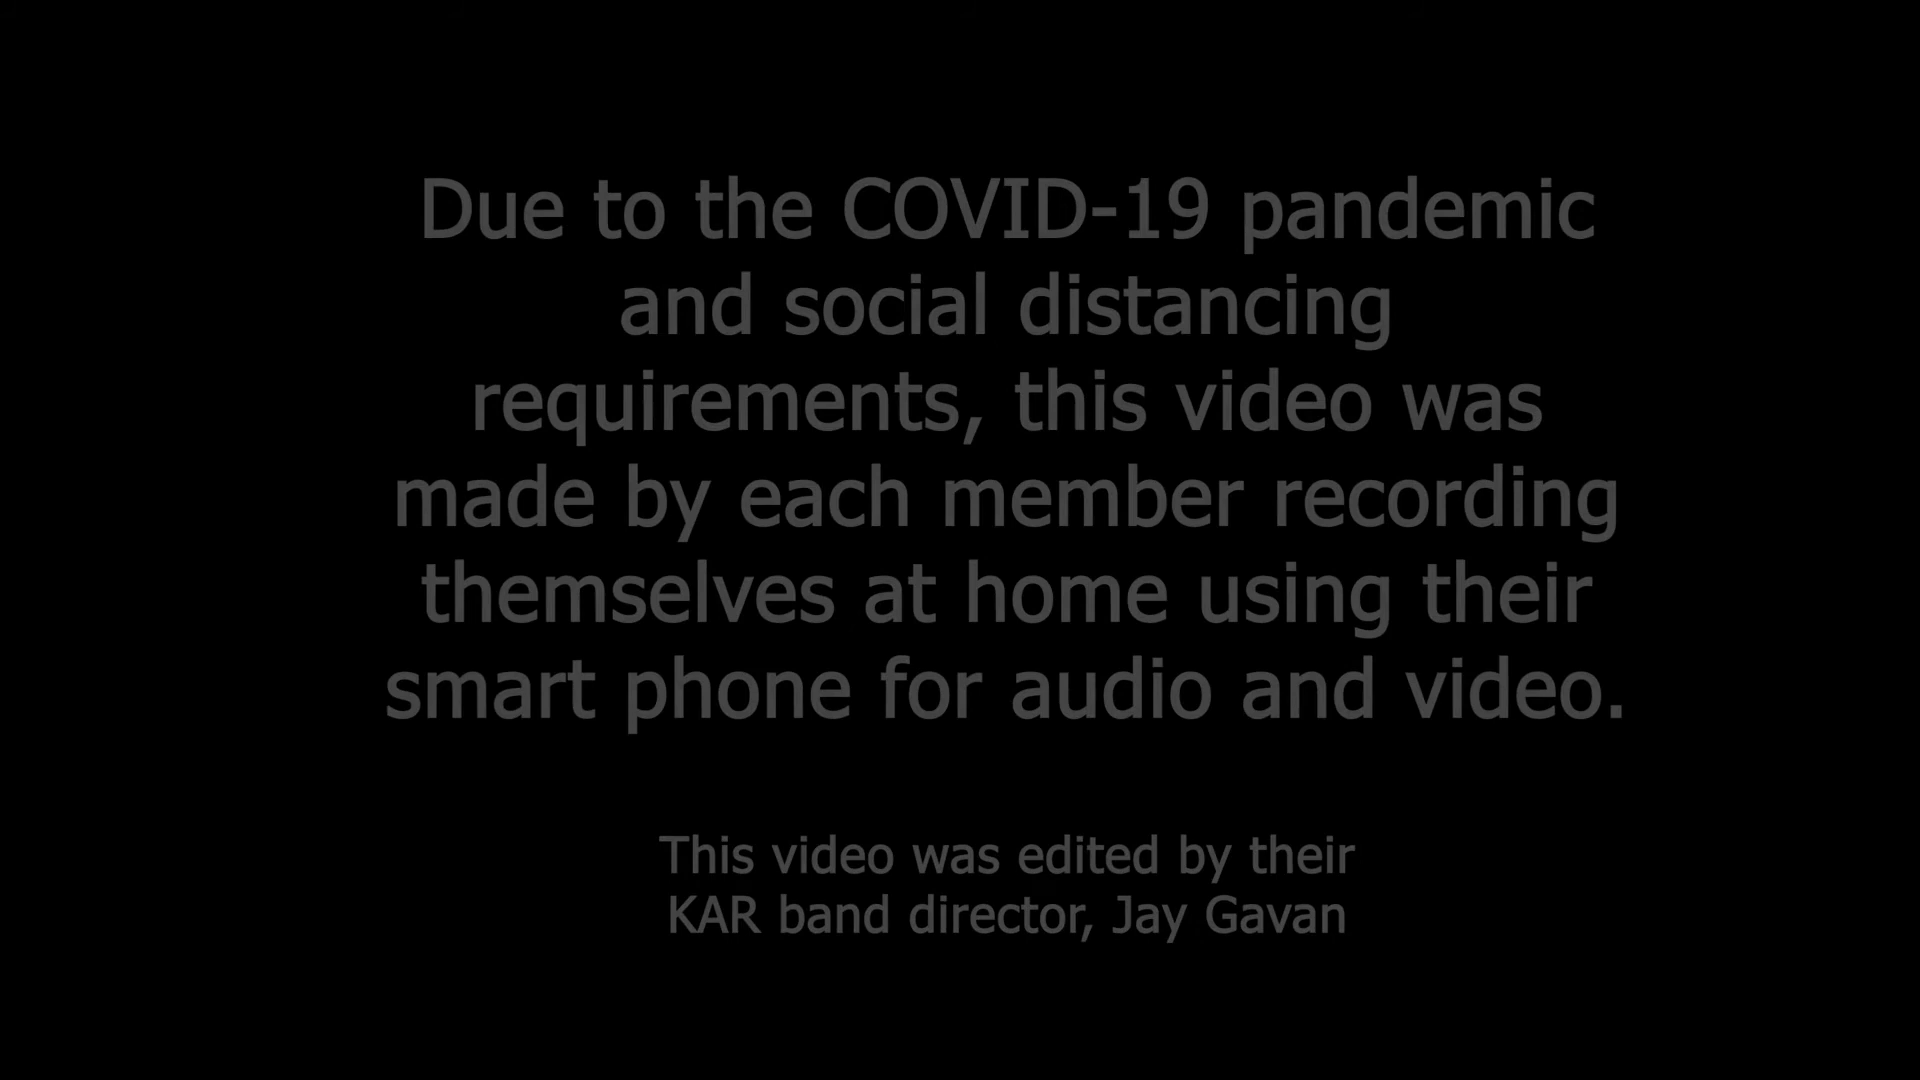 Due to the COVID-19 pandemic
and social distancing
requirements, this video was
made by each member recording
themselves at home using their
smart phone for audio and video.
This video was edited by their
KAR band director, Jay Gavan